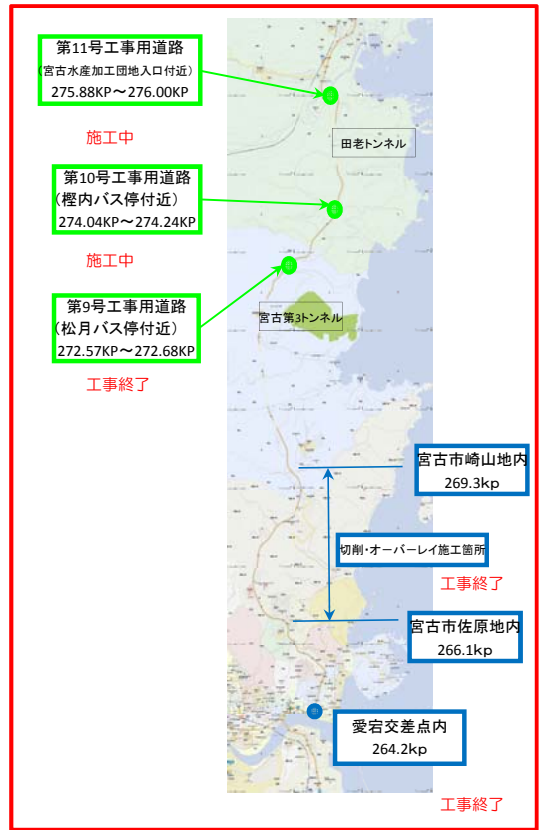 第11号工事用道路
(宮古水産加工団地入口付近)
275.88KP～276.00KP
施工中
田老トンネル
第10号工事用道路
(樫内バス停付近)
274.04KP～274.24KP
施工中
第9号工事用道路
(松月バス停付近)
272.57KP～272.68KP
宮古第3トンネル
工事終了
宮古市崎山地内
269.3kp
切削・オーバーレイ施工箇所
工事終了
宮古市佐原地内
266.1kp
愛宕交差点内
264.2kp
工事終了